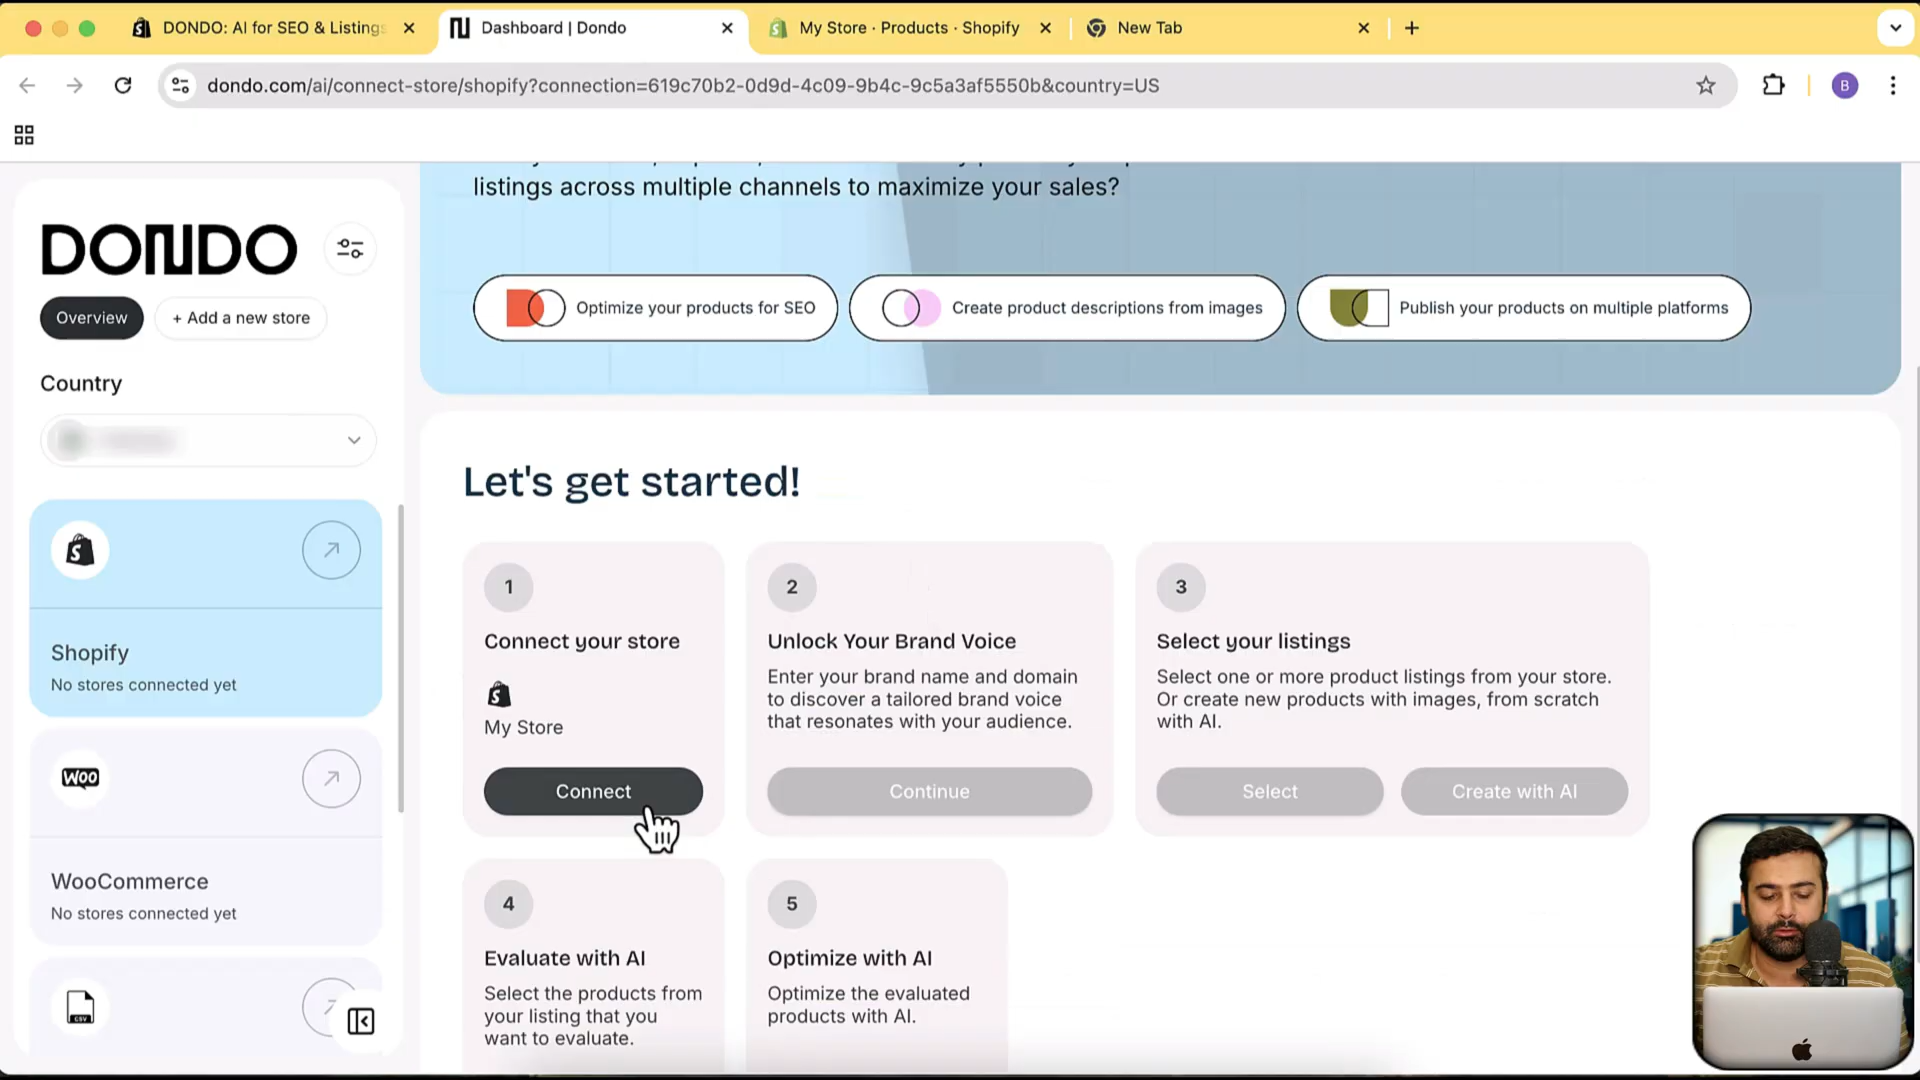 DONDO: AI for SEO & Listings
Dashboard | Dondo
My Store · Products · Shopify
New Tab
dondo.com/ai/connect-store/shopify?connection=619c70b2-0d9d-4c09-9b4c-9c5a3af5550b&country=US
B
listings across multiple channels to maximize your sales?
DONDO
Overview
+ Add a new store
Optimize your products for SEO
Create product descriptions from images
Publish your products on multiple platforms
Country
Let's get started!
Shopify
No stores connected yet
WOO
WooCommerce
No stores connected yet
CSV
1
Connect your store
My Store
Connect
2
Unlock Your Brand Voice
Enter your brand name and domain
to discover a tailored brand voice
that resonates with your audience.
Continue
3
Select your listings
Select one or more product listings from your store.
Or create new products with images, from scratch
with AI.
Select
Create with AI
4
Evaluate with AI
Select the products from
your listing that you
want to evaluate.
5
Optimize with AI
Optimize the evaluated
products with AI.